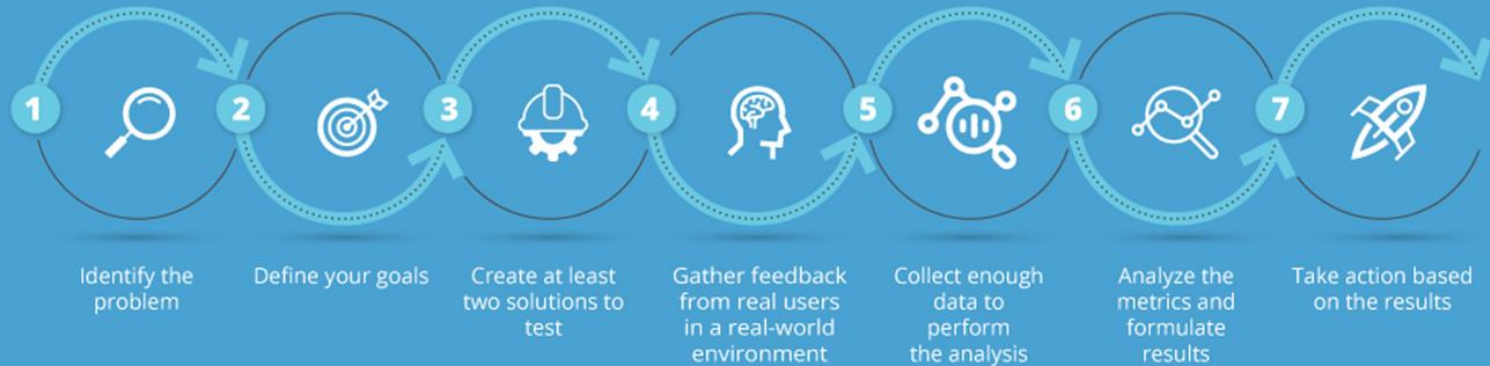 1
2
3
4
5
6
7
Identify the
problem
Define your goals
Create at least
two solutions to
test
Gather feedback
from real users
in a real-world
environment
Collect enough
data to
perform
the analysis
Analyze the
metrics and
formulate
results
Take action based
on the results